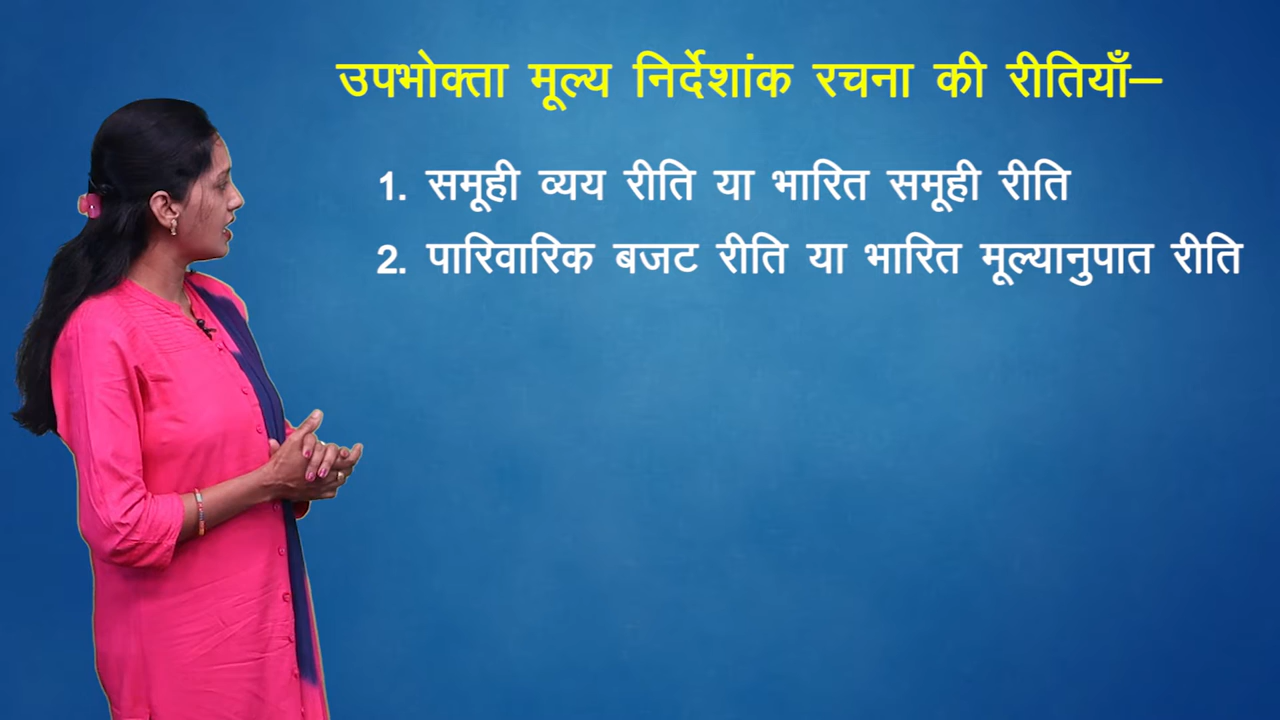 उपभोक्ता मूल्य निर्देशांक रचना की रीतियाँ–
1. समूही व्यय रीति या भारित समूही रीति
2. पारिवारिक बजट रीति या भारित मूल्यानुपात रीति